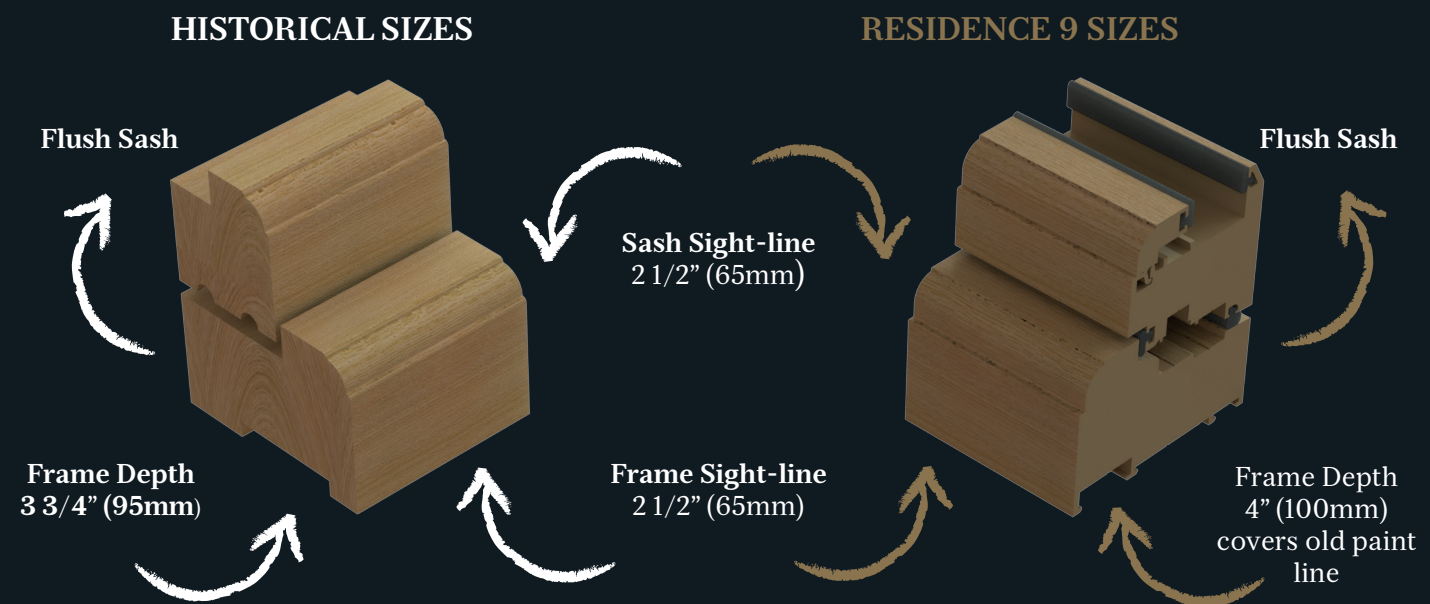 HISTORICAL SIZES
RESIDENCE 9 SIZES
Flush Sash
Flush Sash
Sash Sight-line
2 1/2” (65mm)
Frame Depth
3 3/4” (95mm)
Frame Sight-line
2 1/2” (65mm)
Frame Depth
4” (100mm)
covers old paint
line